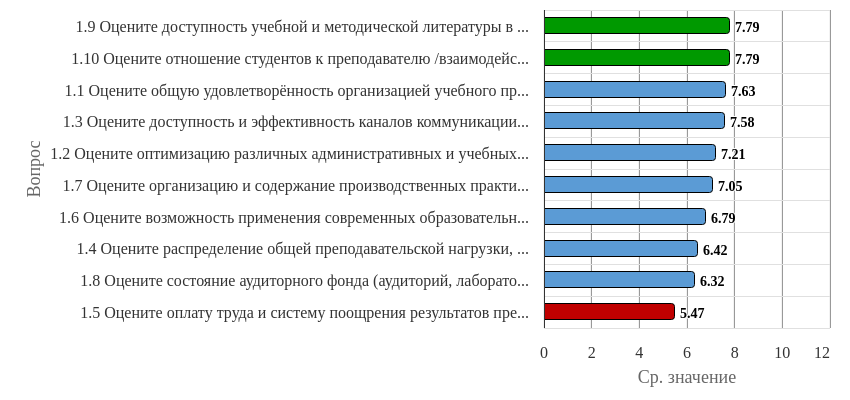 1.9 Оцените доступность учебной и методической литературы в ... 7.79
1.10 Оцените отношение студентов к преподавателю /взаимодейс... 7.79
1.1 Оцените общую удовлетворённость организацией учебного пр... 7.63
1.3 Оцените доступность и эффективность каналов коммуникации... 7.58
1.2 Оцените оптимизацию различных административных и учебных... 7.21
1.7 Оцените организацию и содержание производственных практи... 7.05
1.6 Оцените возможность применения современных образовательн... 6.79
1.4 Оцените распределение общей преподавательской нагрузки, ... 6.42
1.8 Оцените состояние аудиторного фонда (аудиторий, лаборато... 6.32
1.5 Оцените оплату труда и систему поощрения результатов пре... 5.47
Вопрос
0 2 4 6 8 10 12
Ср. значение